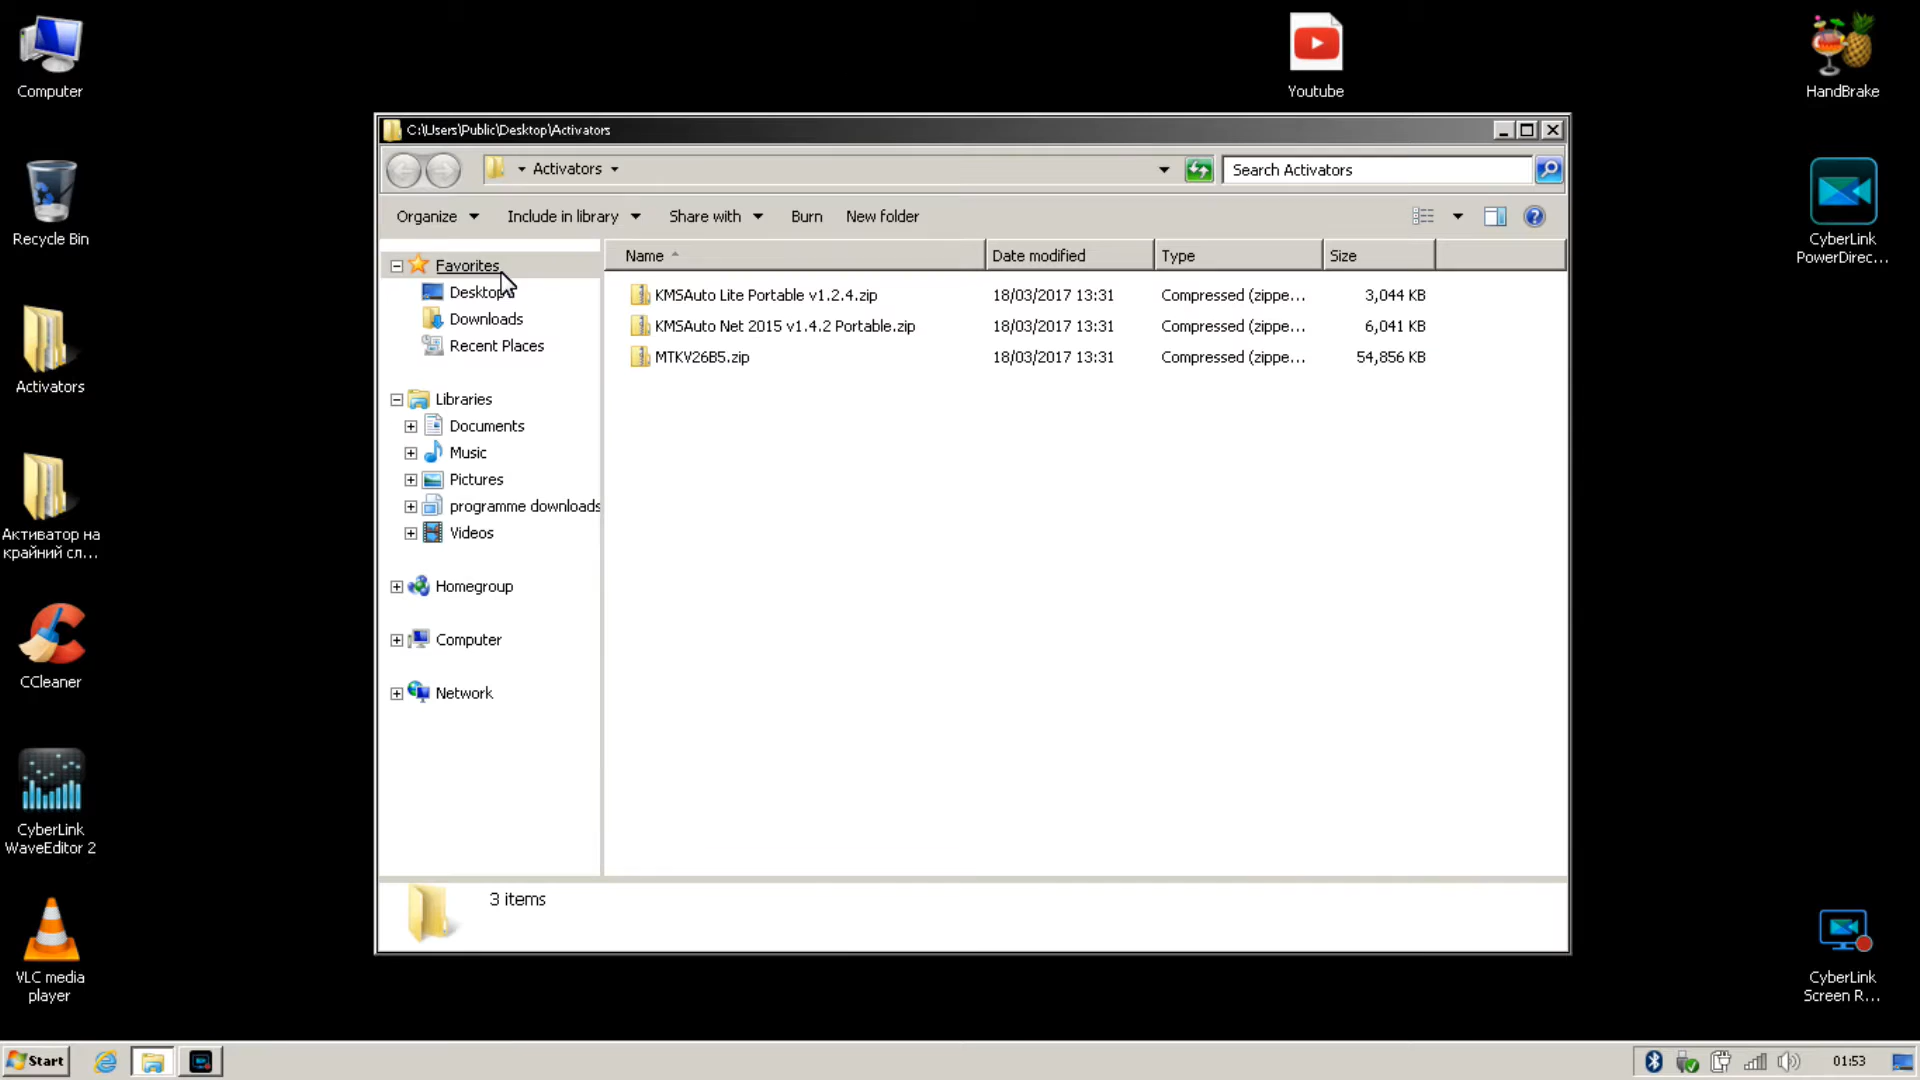 Computer
Youtube
HandBrake
C:\Users\Public\Desktop\Activators
Activators
Search Activators
Organize
Include in library
Share with
Burn
New folder
Recycle Bin
CyberLink
PowerDirec...
Favorites
Desktop
Downloads
Recent Places
Libraries
Documents
Music
Pictures
programme downloads
Videos
Homegroup
Computer
Network
Name
Date modified
Type
Size
KMSAuto Lite Portable v1.2.4.zip
18/03/2017 13:31
Compressed (zippe...
3,044 KB
KMSAuto Net 2015 v1.4.2 Portable.zip
18/03/2017 13:31
Compressed (zippe...
6,041 KB
MTKV26B5.zip
18/03/2017 13:31
Compressed (zippe...
54,856 KB
Activators
Активатор на
крайний сл...
CCleaner
CyberLink
WaveEditor 2
3 items
VLC media
player
CyberLink
Screen R...
Start
01:53